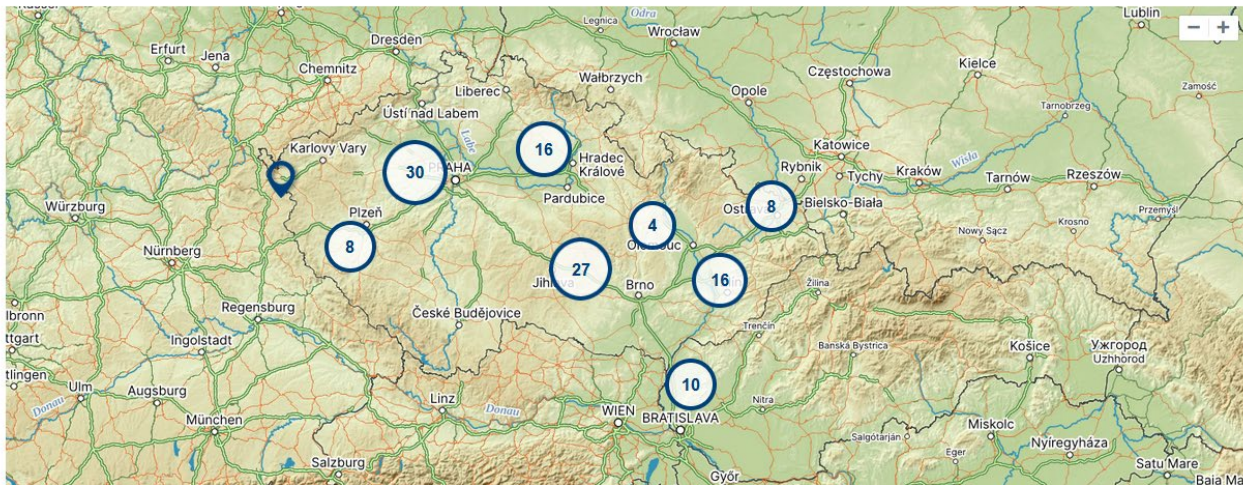 Lublin
Legnica
Odra
Wrocław
Dresden
Erfurt
Jena
Chemnitz
Wałbrzych
Częstochowa
Kielce
Zamość
Liberec
Opole
Ústí nad Labem
Labe
Tarnobrzeg
Karlovy Vary
16
Hradec
Králové
Katowice
Wisła
30
PRAHA
Rybnik
Tychy
Kraków
Tarnów
Rzeszów
Pardubice
Würzburg
Plzeň
4
8
Bielsko-Biała
Przemyśl
Krosno
Nowy Sącz
Nürnberg
8
27
Jihlava
Brno
16
Žilina
Regensburg
České Budějovice
Trenčín
Ingolstadt
Banská Bystrica
Košice
Ужгород
Uzhhorod
Ulm
Augsburg
10
Donau
Linz
Donau
WIEN
BRATISLAVA
Nitra
München
Salgótarján
Miskolc
Nyíregyháza
Eger
Salzburg
Győr
Satu Mare